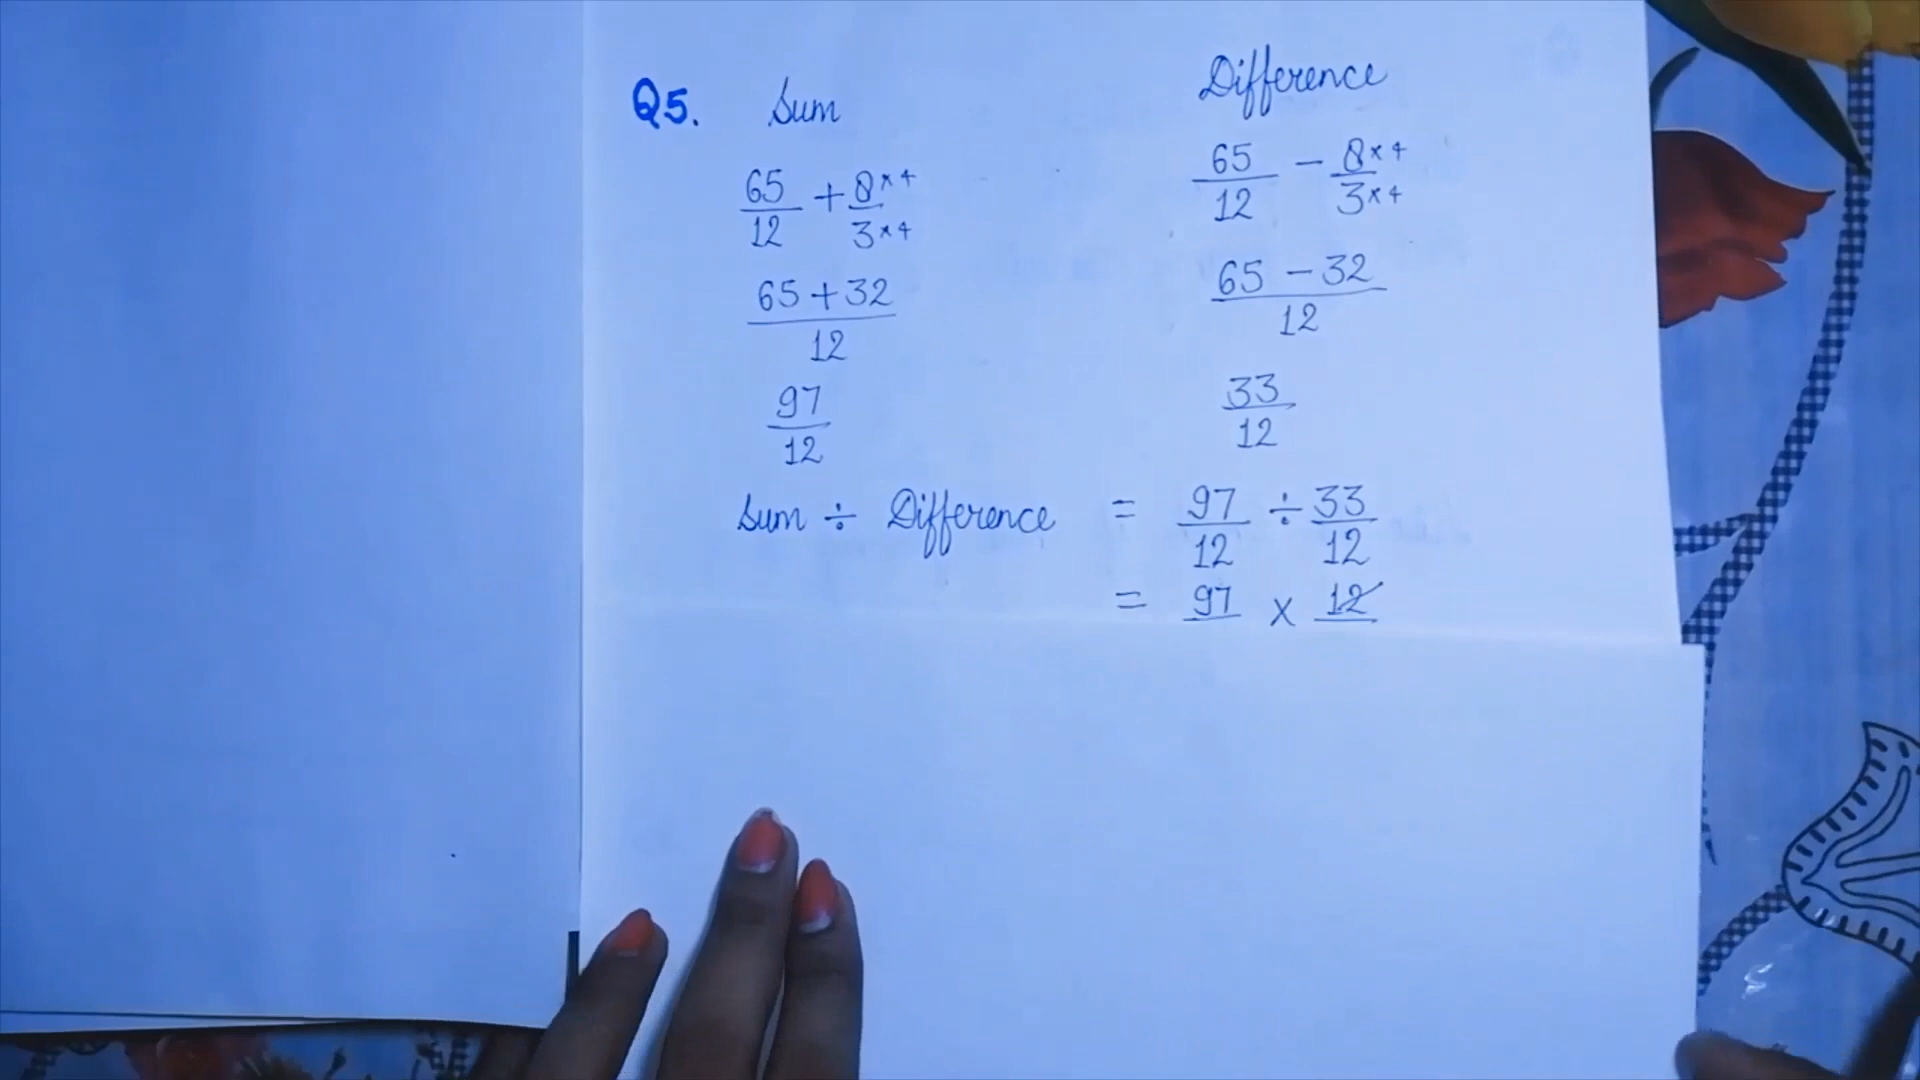 Q5. Sum
Difference
65/12 + 8×4/3×4
65/12 - 8×4/3×4
65 + 32/12
65 - 32/12
97/12
33/12
Sum ÷ Difference = 97/12 ÷ 33/12
= 97 × 12